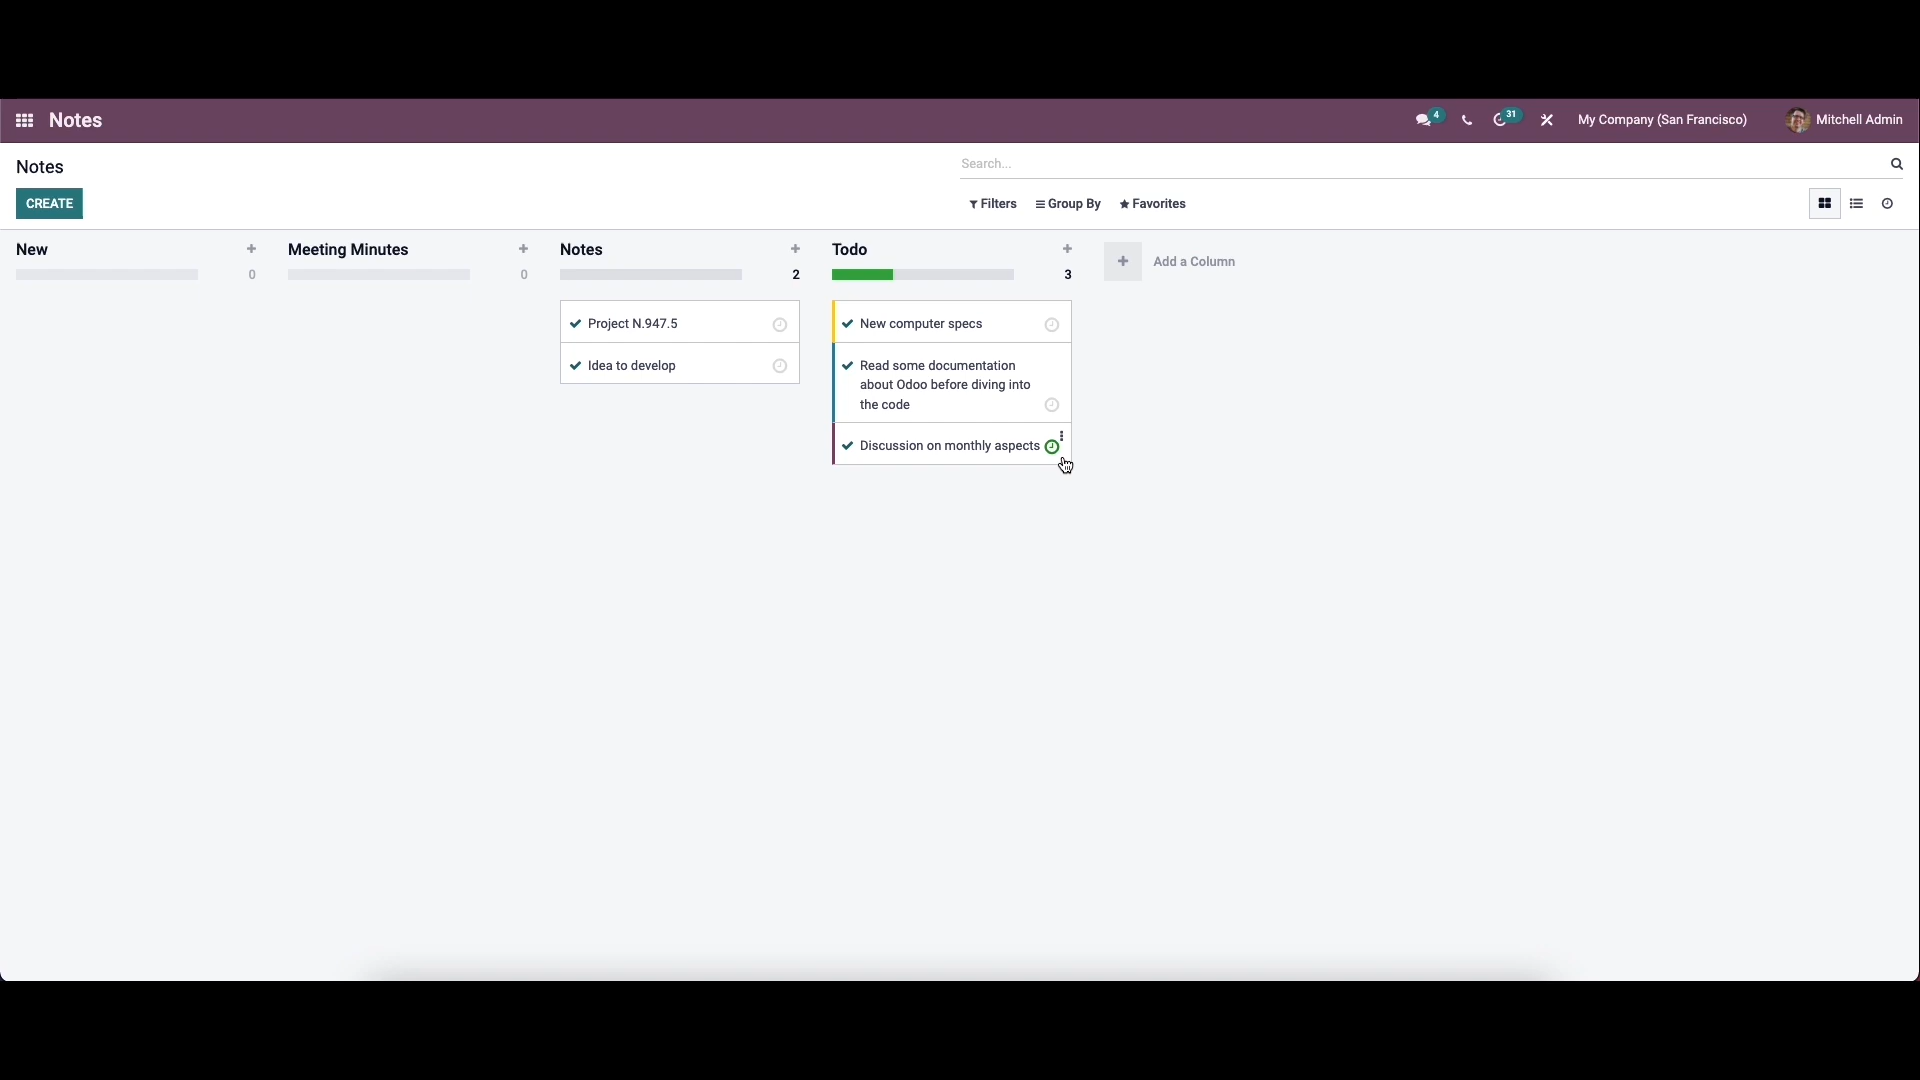 Notes
4
31
My Company (San Francisco)
Mitchell Admin
Notes
Search...
CREATE
Filters
Group By
Favorites
New
0
Meeting Minutes
0
Notes
2
Project N.947.5
Idea to develop
Todo
3
New computer specs
Read some documentation
about Odoo before diving into
the code
Discussion on monthly aspects
Add a Column